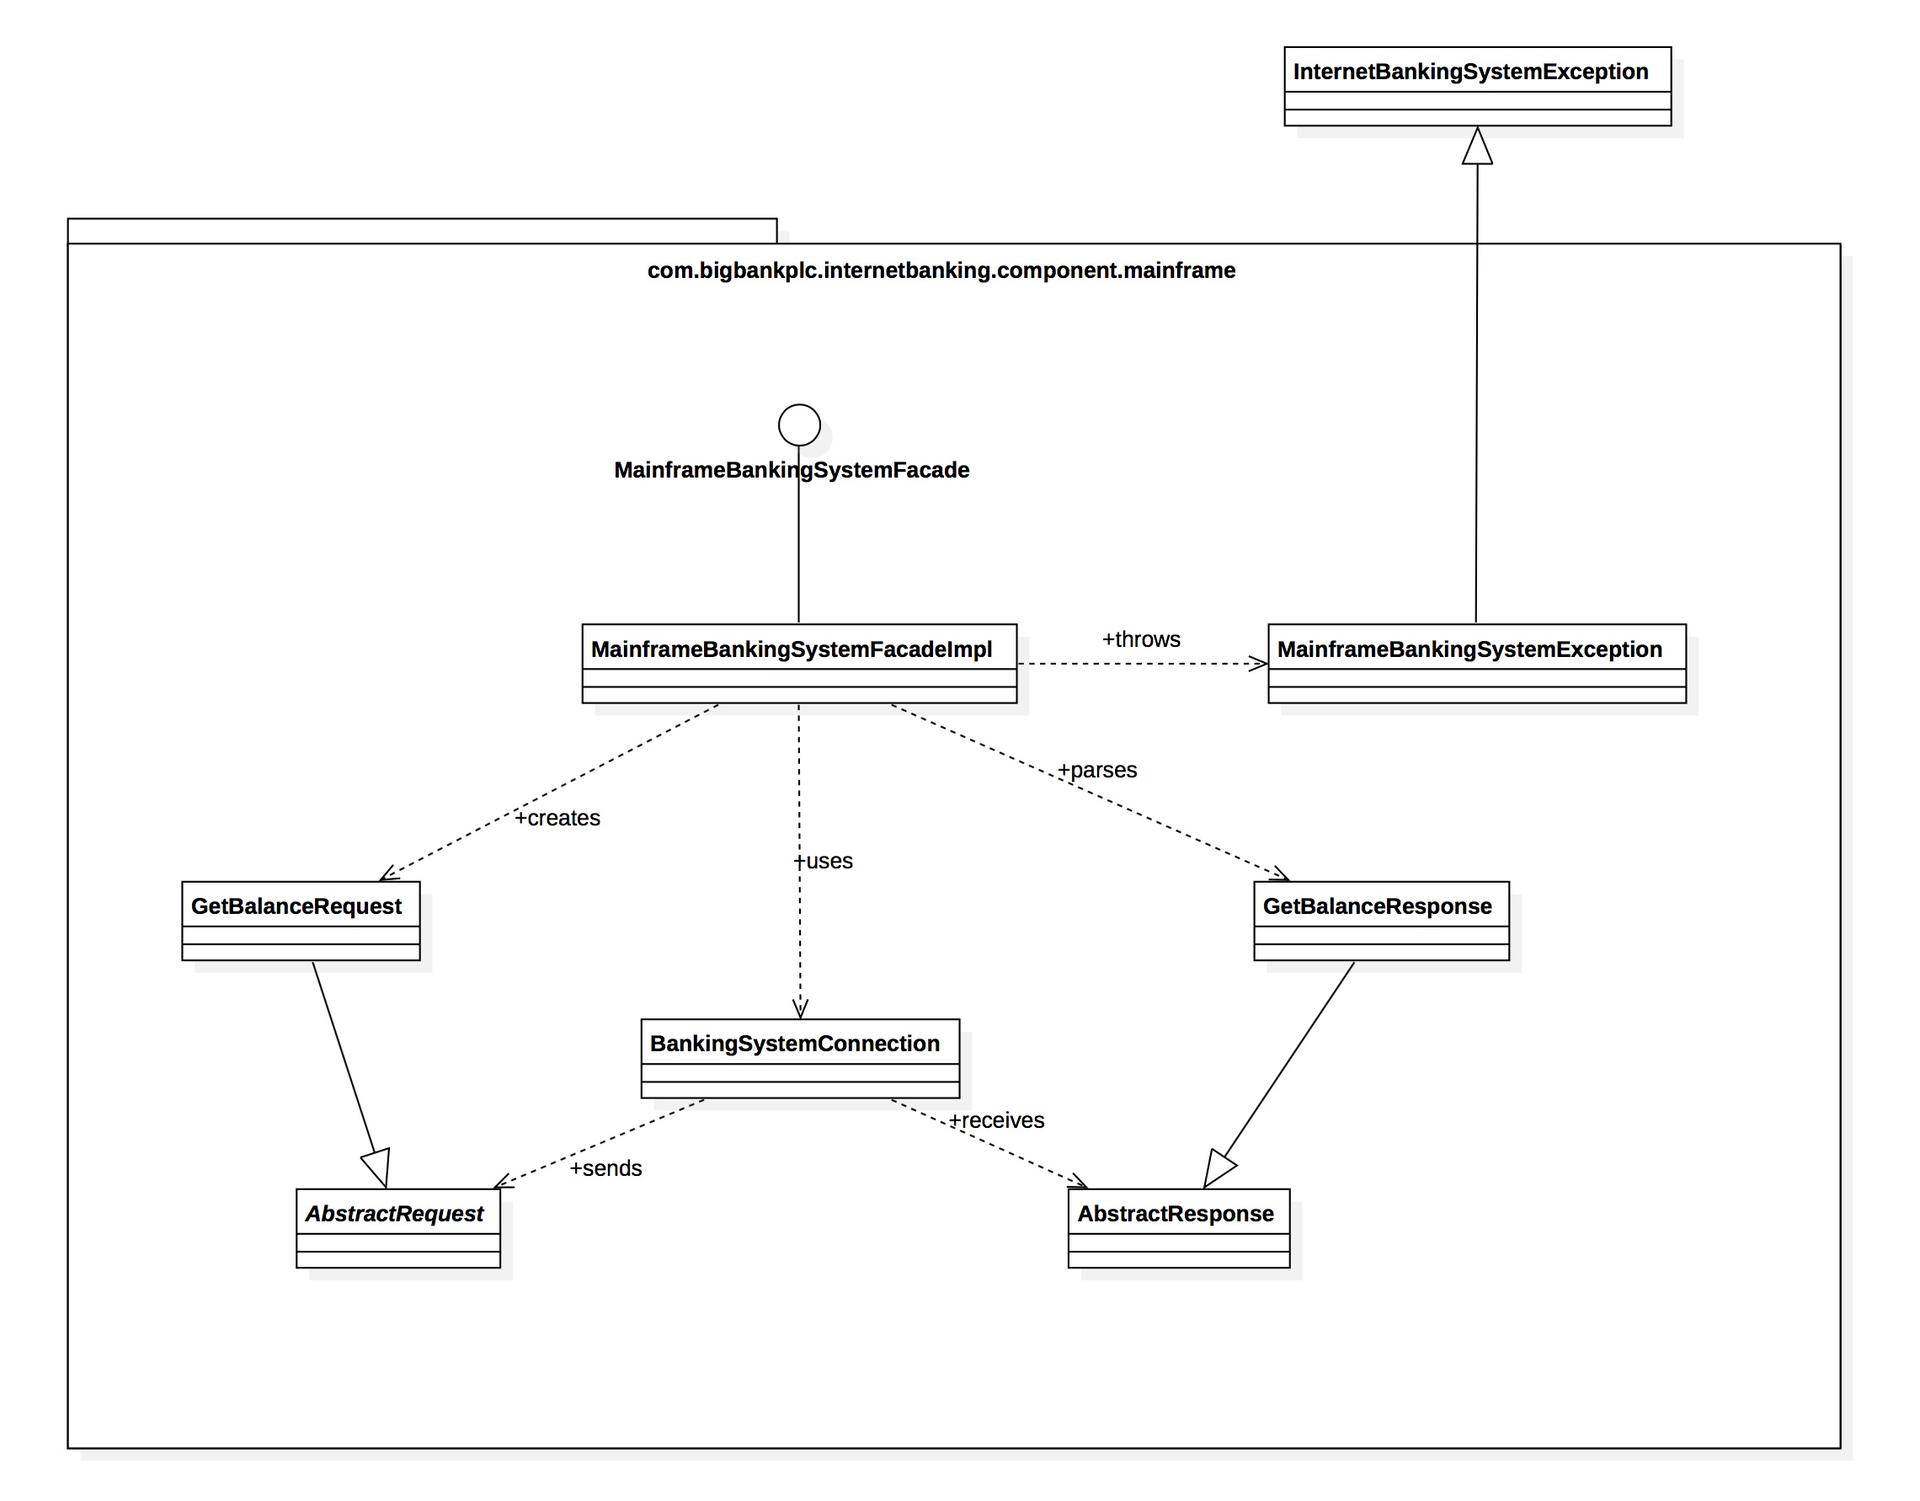 InternetBankingSystemException
com.bigbankplc.internetbanking.component.mainframe
MainframeBankingSystemFacade
MainframeBankingSystemFacadeImpl
+throws
MainframeBankingSystemException
+parses
+creates
+uses
GetBalanceRequest
GetBalanceResponse
BankingSystemConnection
+receives
+sends
AbstractRequest
AbstractResponse